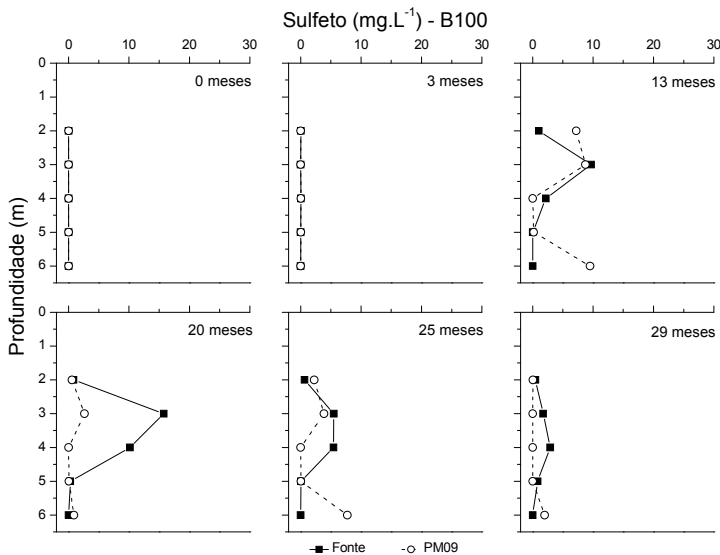 Sulfeto (mg.L⁻¹) - B100
0 10 20 30 0 10 20 30 0 10 20 30
0 meses 3 meses 13 meses
0
1
2
3
4
5
6
Profundidade (m)
20 meses 25 meses 29 meses
0
1
2
3
4
5
6
Fonte PM09